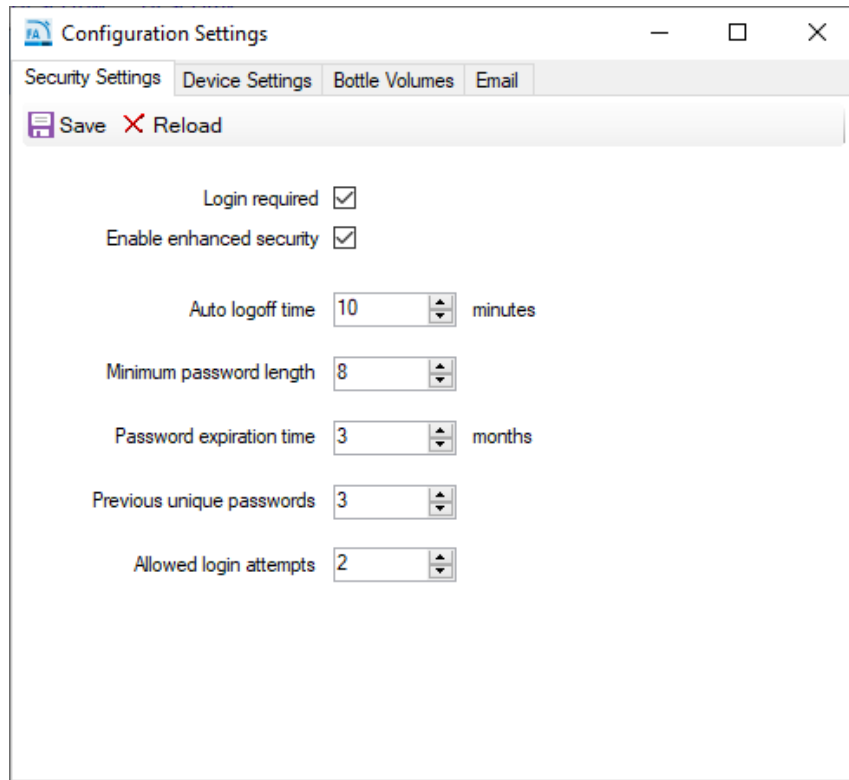 FA Configuration Settings
Security Settings Device Settings Bottle Volumes Email
Save Reload
Login required
Enable enhanced security
Auto logoff time 10 minutes
Minimum password length 8
Password expiration time 3 months
Previous unique passwords 3
Allowed login attempts 2